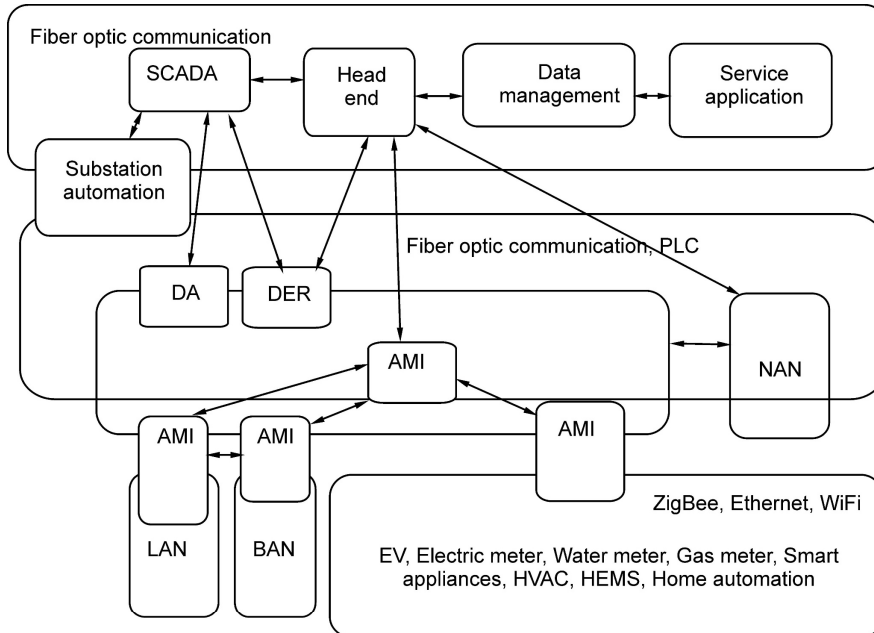 Fiber optic communication
SCADA
Head
end
Data
management
Service
application
Substation
automation
Fiber optic communication, PLC
DA
DER
AMI
NAN
AMI
AMI
AMI
ZigBee, Ethernet, WiFi
LAN
BAN
EV, Electric meter, Water meter, Gas meter, Smart
appliances, HVAC, HEMS, Home automation